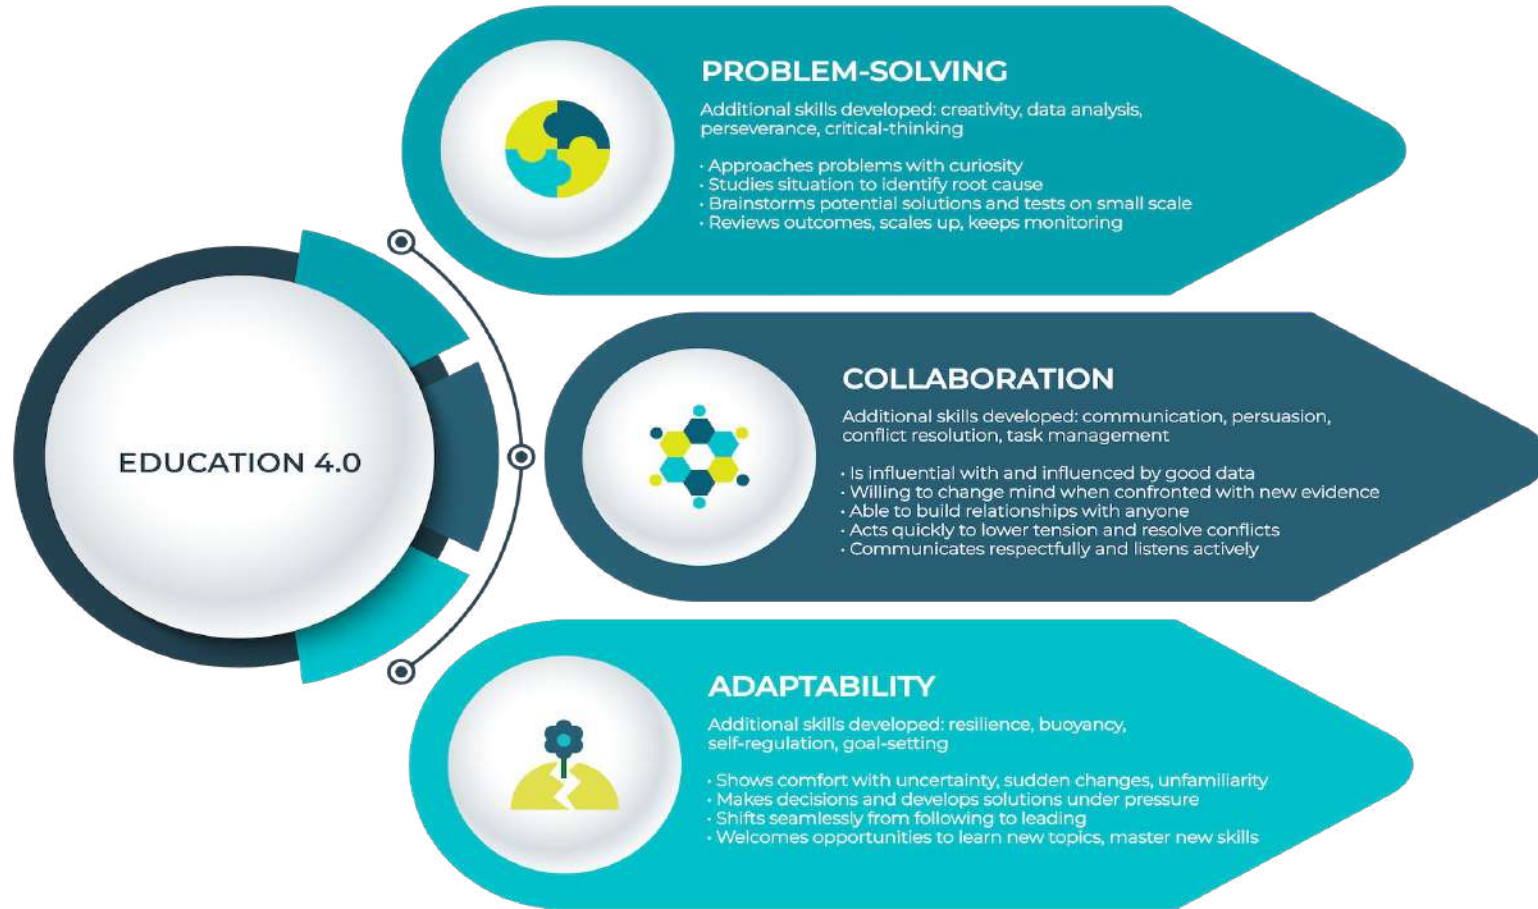 EDUCATION 4.0
PROBLEM-SOLVING
Additional skills developed: creativity, data analysis,
perseverance, critical-thinking
· Approaches problems with curiosity
· Studies situation to identify root cause
· Brainstorms potential solutions and tests on small scale
· Reviews outcomes, scales up, keeps monitoring
COLLABORATION
Additional skills developed: communication, persuasion,
conflict resolution, task management
· Is influential with and influenced by good data
· Willing to change mind when confronted with new evidence
· Able to build relationships with anyone
· Acts quickly to lower tension and resolve conflicts
· Communicates respectfully and listens actively
ADAPTABILITY
Additional skills developed: resilience, buoyancy,
self-regulation, goal-setting
· Shows comfort with uncertainty, sudden changes, unfamiliarity
· Makes decisions and develops solutions under pressure
· Shifts seamlessly from following to leading
· Welcomes opportunities to learn new topics, master new skills